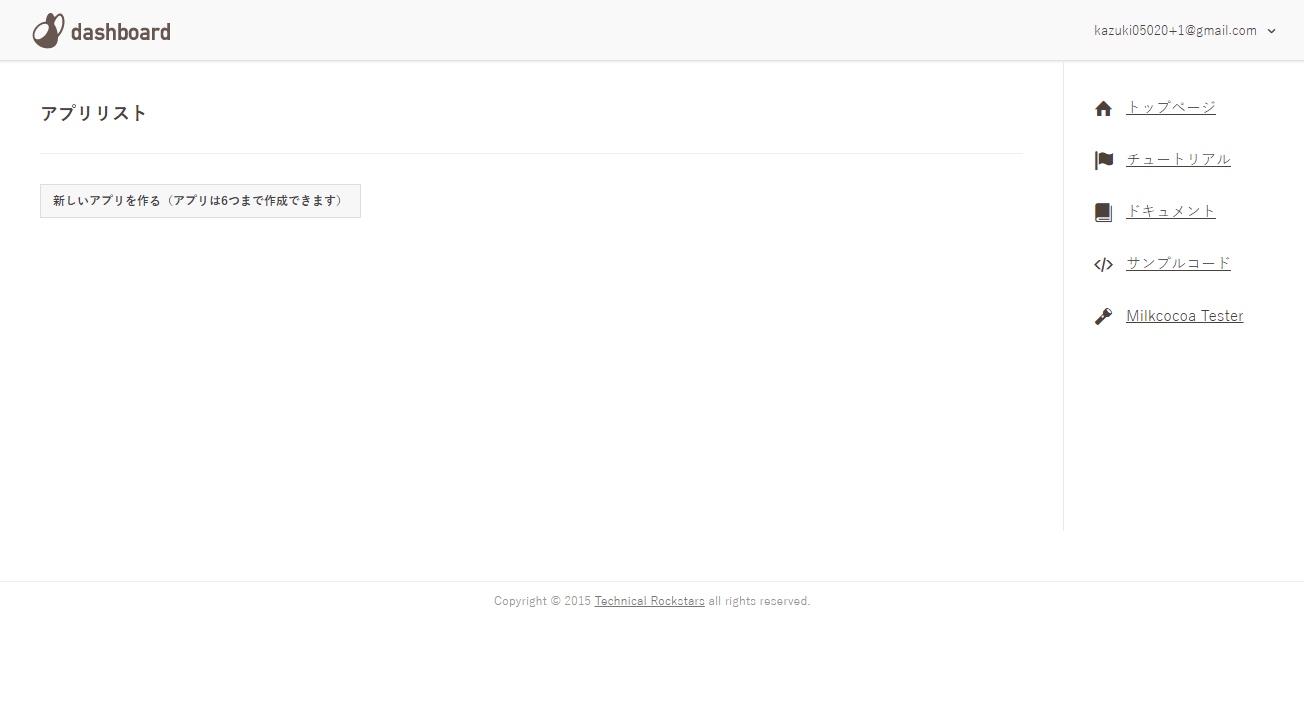 dashboard
kazuki05020+1@gmail.com
アプリリスト
新しいアプリを作る（アプリは6つまで作成できます）
トップページ
チュートリアル
ドキュメント
サンプルコード
Milkcocoa Tester
Copyright © 2015 Technical Rockstars all rights reserved.